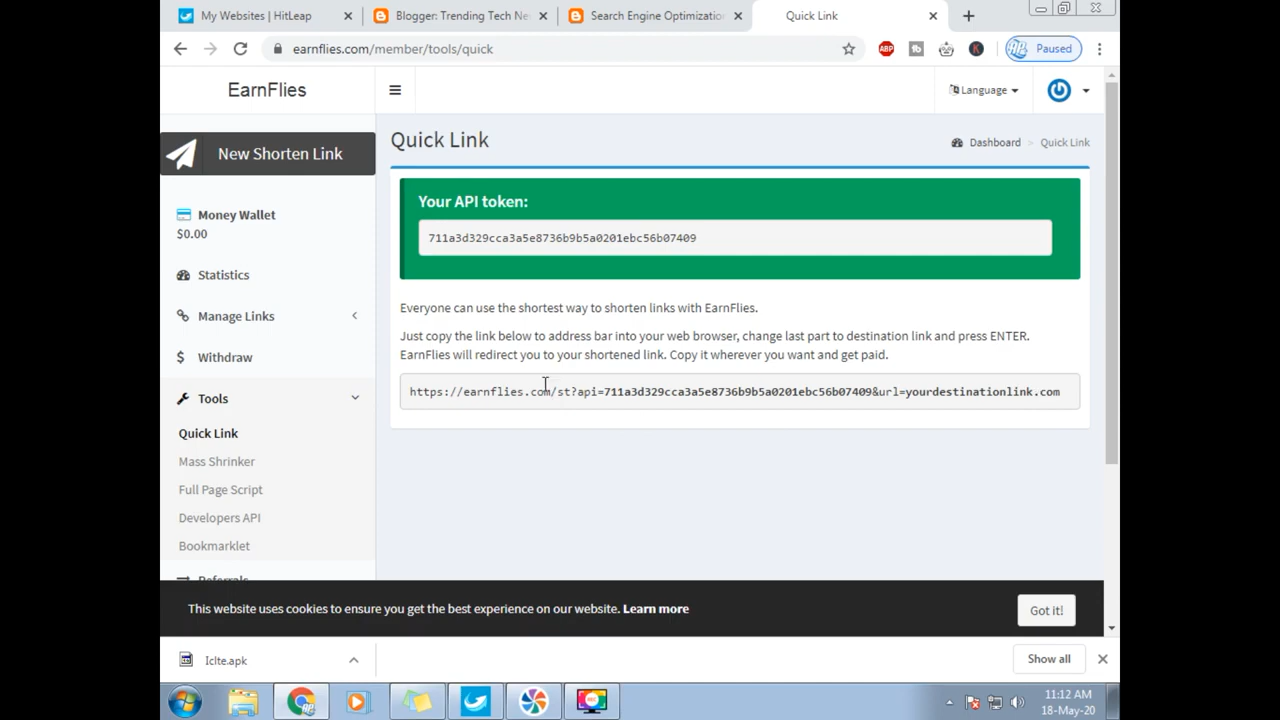 My Websites | HitLeap
Blogger: Trending Tech Ne
Search Engine Optimizatio
Quick Link
earnflies.com/member/tools/quick
ABP
tb
K
Paused
EarnFlies
Language
New Shorten Link
Quick Link
Dashboard > Quick Link
Your API token:
711a3d329cca3a5e8736b9b5a0201ebc56b07409
Money Wallet
$0.00
Statistics
Manage Links
Withdraw
Tools
Quick Link
Mass Shrinker
Full Page Script
Developers API
Bookmarklet
Referrals
Everyone can use the shortest way to shorten links with EarnFlies.
Just copy the link below to address bar into your web browser, change last part to destination link and press ENTER.
EarnFlies will redirect you to your shortened link. Copy it wherever you want and get paid.
https://earnflies.com/st?api=711a3d329cca3a5e8736b9b5a0201ebc56b07409&url=yourdestinationlink.com
This website uses cookies to ensure you get the best experience on our website. Learn more
Got it!
Iclte.apk
Show all
11:12 AM
18-May-20